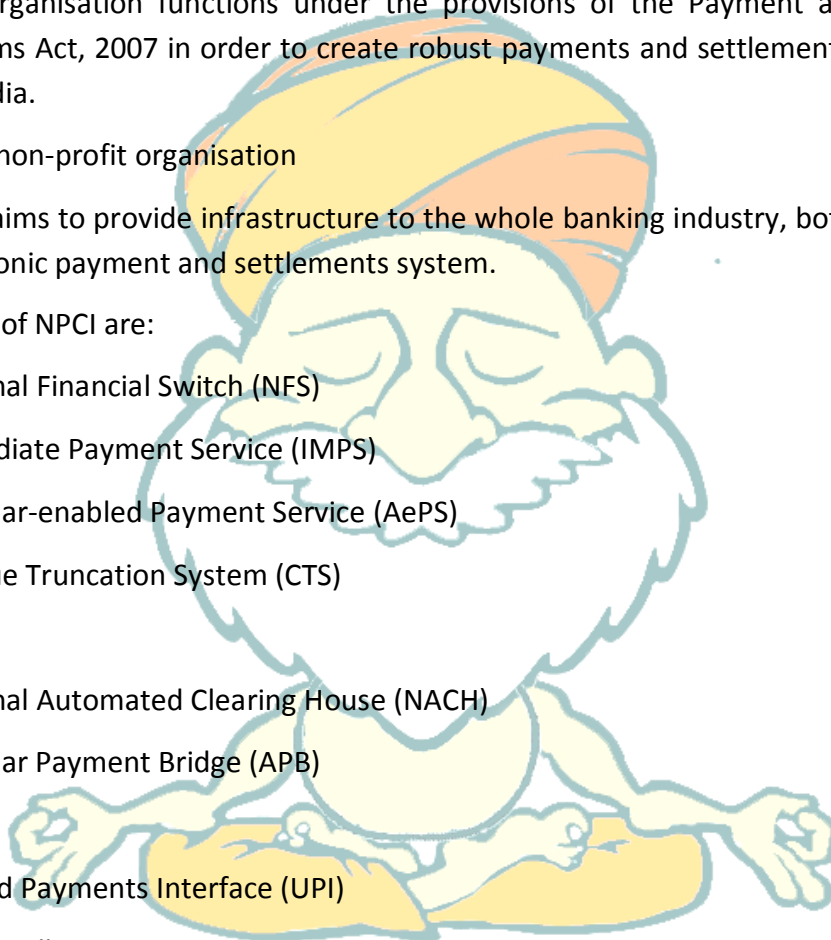 rganisation functions under the provisions of the Payment a
ms Act, 2007 in order to create robust payments and settlement
dia.
non-profit organisation
aims to provide infrastructure to the whole banking industry, bot
onic payment and settlements system.
of NPCI are:
nal Financial Switch (NFS)
diate Payment Service (IMPS)
ar-enabled Payment Service (AePS)
ue Truncation System (CTS)
nal Automated Clearing House (NACH)
ar Payment Bridge (APB)
d Payments Interface (UPI)